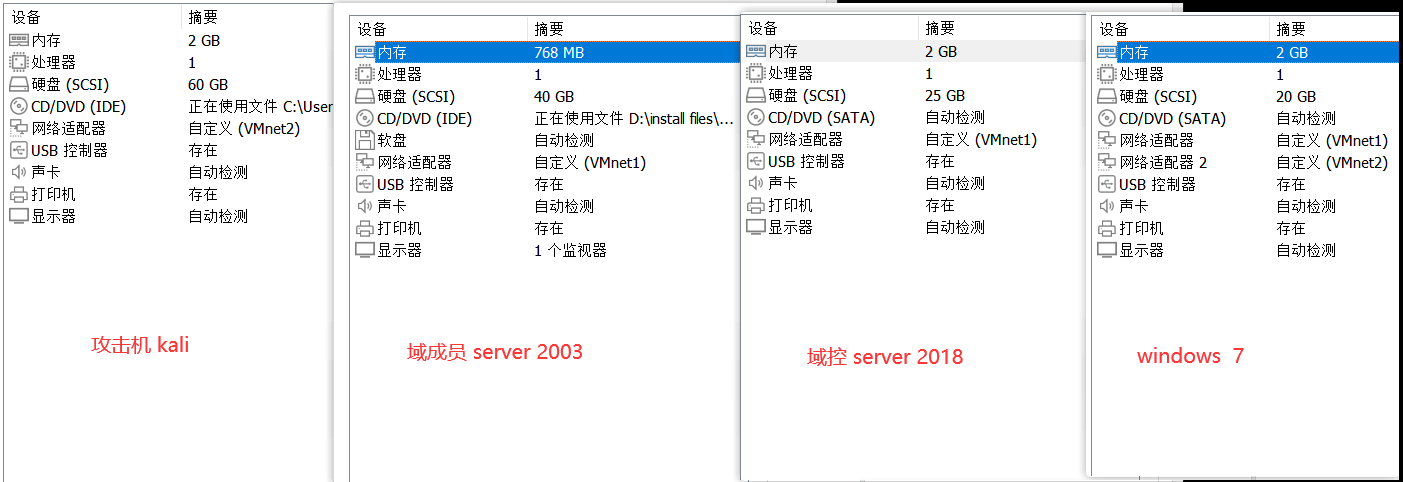 设备 摘要
内存 2 GB
处理器 1
硬盘 (SCSI) 60 GB
CD/DVD (IDE) 正在使用文件 C:\User
网络适配器 自定义 (VMnet2)
USB 控制器 存在
声卡 自动检测
打印机 存在
显示器 自动检测
攻击机 kali
设备 摘要
内存 768 MB
处理器 1
硬盘 (SCSI) 40 GB
CD/DVD (IDE) 正在使用文件 D:\install files\...
软盘 自动检测
网络适配器 自定义 (VMnet1)
USB 控制器 存在
声卡 自动检测
打印机 存在
显示器 1 个监视器
域成员 server 2003
设备 摘要
内存 2 GB
处理器 1
硬盘 (SCSI) 25 GB
CD/DVD (SATA) 自动检测
网络适配器 自定义 (VMnet1)
USB 控制器 存在
声卡 自动检测
打印机 存在
显示器 自动检测
域控 server 2018
设备 摘要
内存 2 GB
处理器 1
硬盘 (SCSI) 20 GB
CD/DVD (SATA) 自动检测
网络适配器 自定义 (VMnet1)
网络适配器 2 自定义 (VMnet2)
USB 控制器 存在
声卡 自动检测
打印机 存在
显示器 自动检测
windows 7